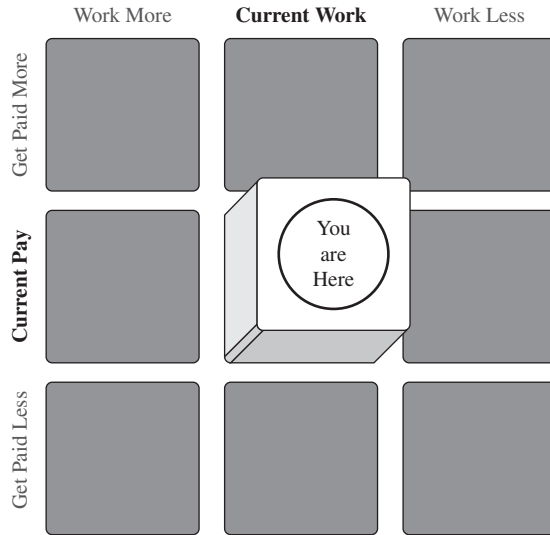 Work More
Current Work
Work Less
Get Paid More
Current Pay
Get Paid Less
You
are
Here